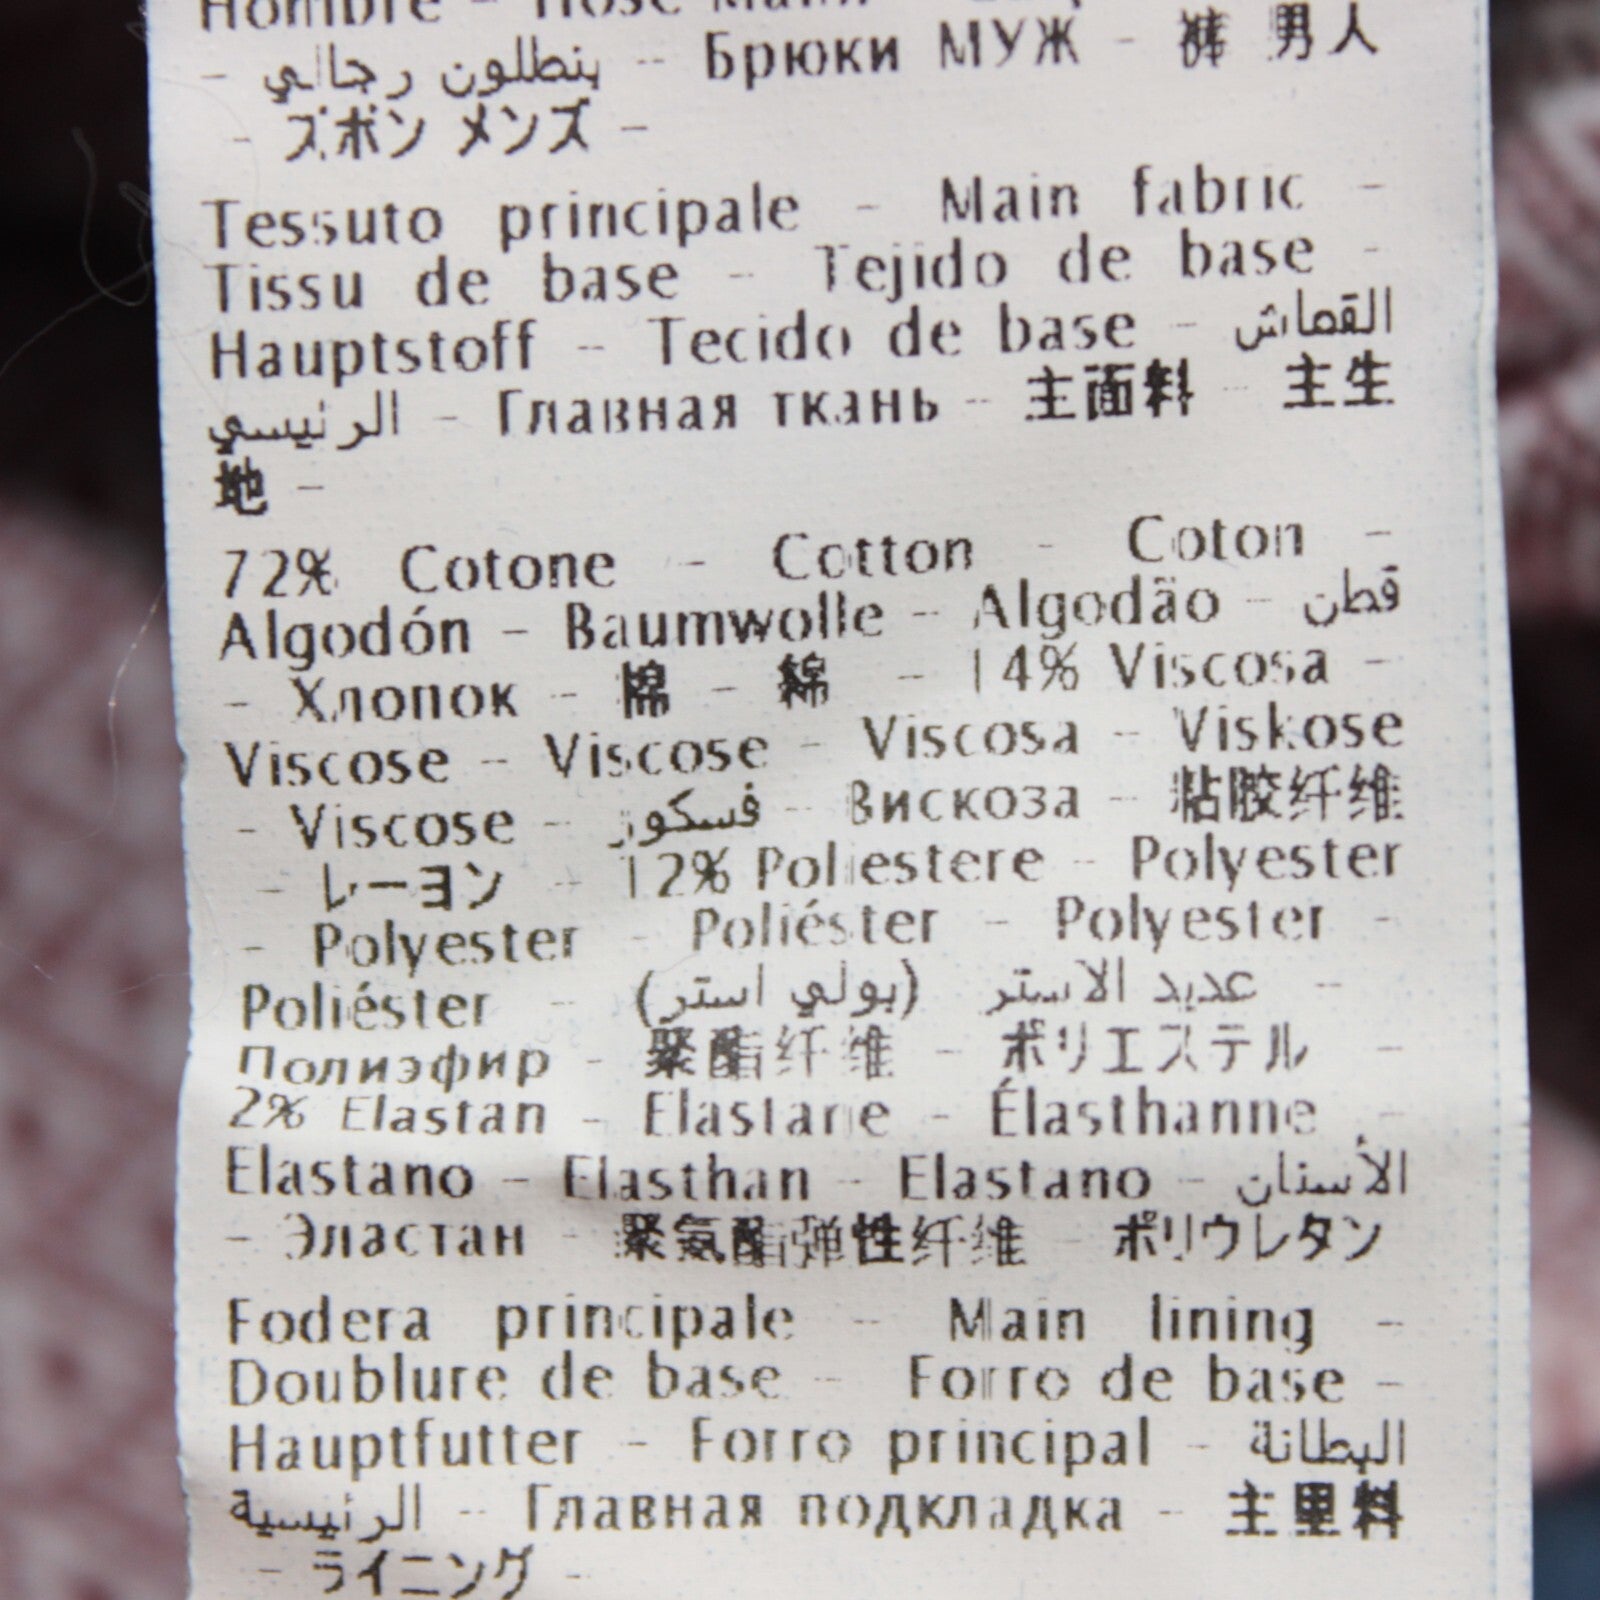 Hombre - Hose Mann -
- بنطلون رجالي - Брюки МУЖ - 裤 男人
- ズボン メンズ -
Tessuto principale - Main fabric -
Tissu de base - Tejido de base -
Hauptstoff - Tecido de base - القماش
الرئيسي - Главная ткань - 主面料 - 主生
地 -
72% Cotone - Cotton - Coton -
Algodón - Baumwolle - Algodão - قطن
- Хлопок - 棉 - 綿 - 14% Viscosa -
Viscose - Viscose - Viscosa - Viskose
- Viscose - فسكوز - Вискоза - 粘胶纤维
- レーヨン - 12% Poliestere - Polyester
- Polyester - Poliéster - Polyester -
Poliéster - عديد الاستر (بولي استر) -
Полиэфир - 聚酯纤维 - ポリエステル -
2% Elastan - Elastane - Élasthanne -
Elastano - Elasthan - Elastano - الأستان
- Эластан - 聚氨酯弹性纤维 - ポリウレタン
Fodera principale - Main lining -
Doublure de base - Forro de base -
Hauptfutter - Forro principal - البطانة
الرئيسية - Главная подкладка - 主里料
- ライニング -